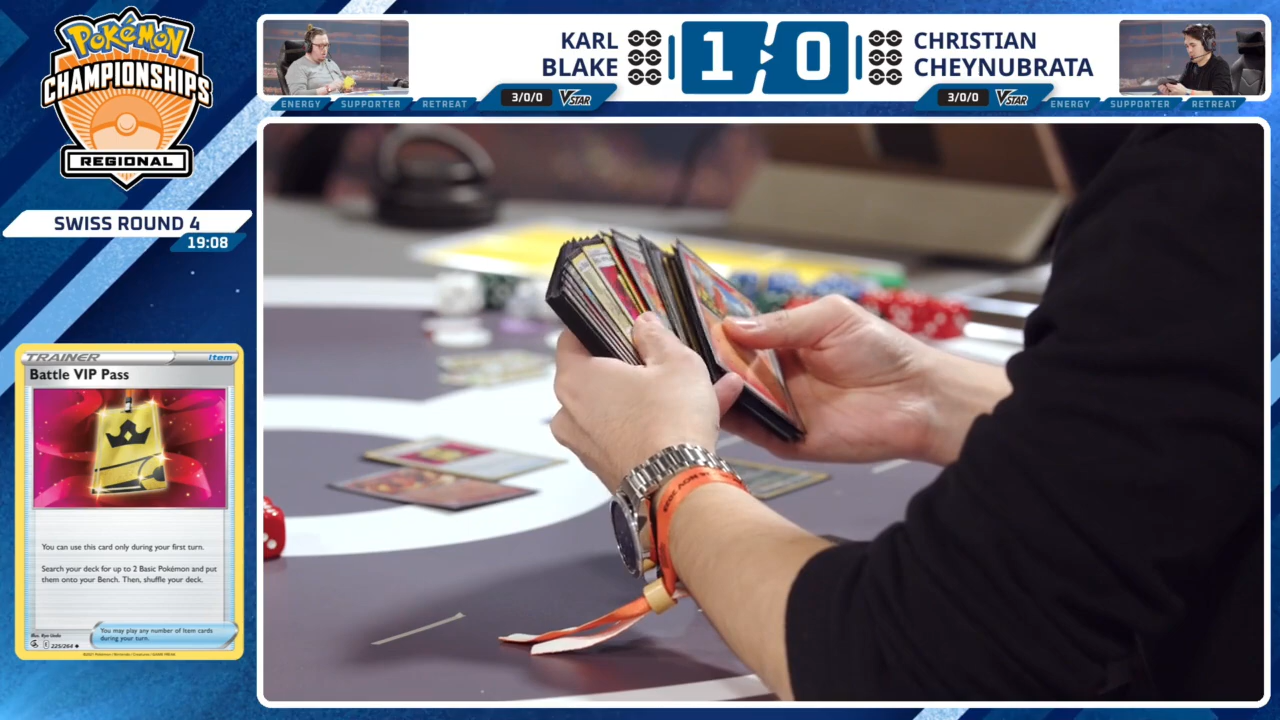 Pokémon
CHAMPIONSHIPS
REGIONAL
SWISS ROUND 4
19:08
KARL
BLAKE
1 0
CHRISTIAN
CHEYNUBRATA
ENERGY SUPPORTER RETREAT
3/0/0 VSTAR
3/0/0 VSTAR
ENERGY SUPPORTER RETREAT
TRAINER Item
Battle VIP Pass
You can use this card only during your first turn.
Search your deck for up to 2 Basic Pokémon and put
them onto your Bench. Then, shuffle your deck.
You may play any number of Item cards
during your turn.
225/264